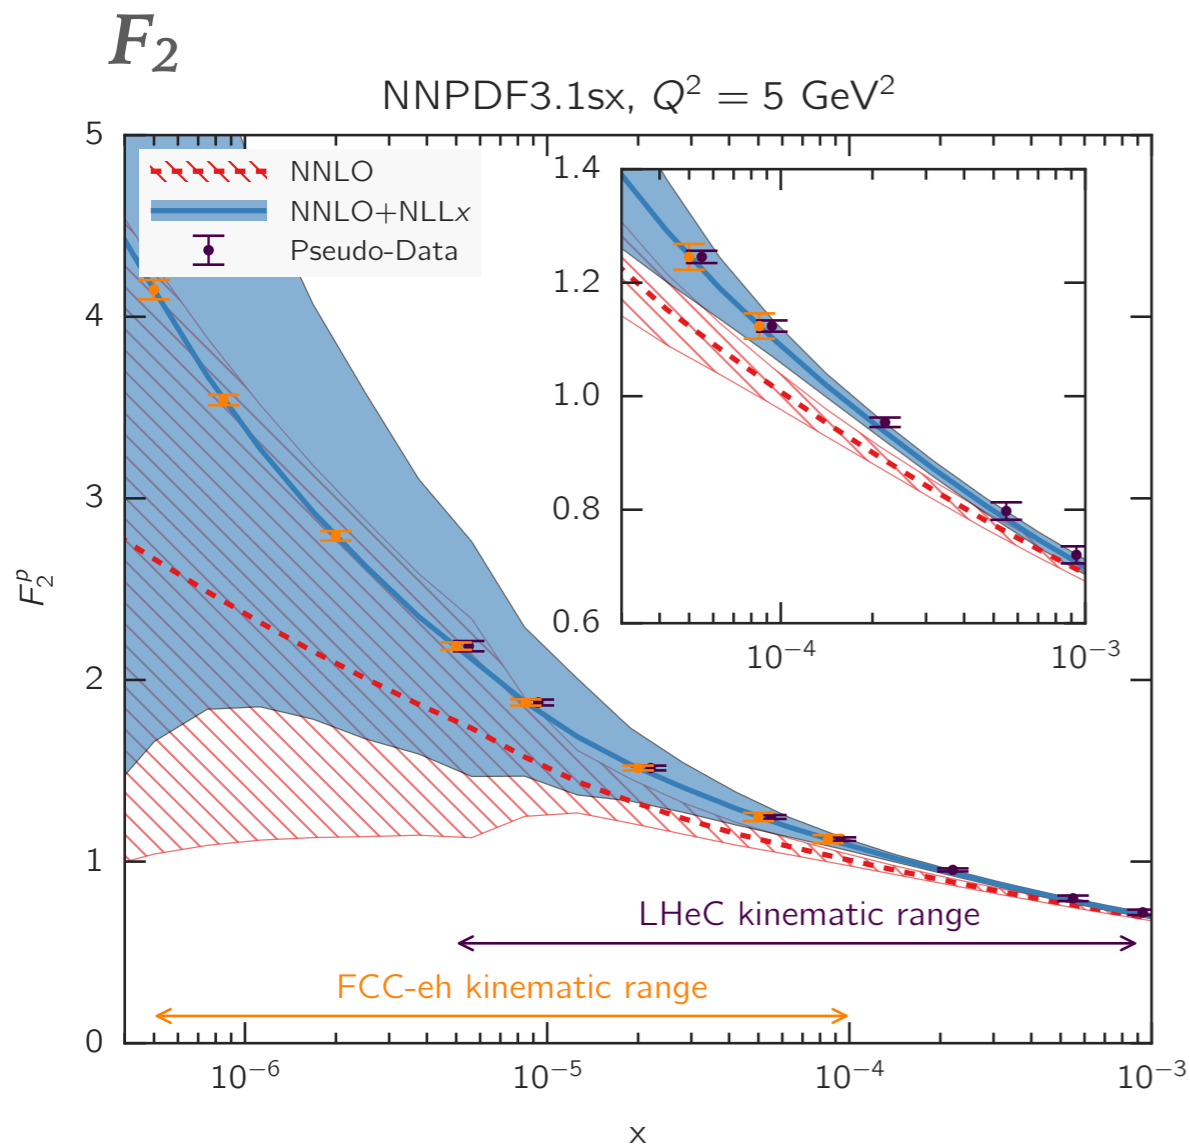 F₂
NNPDF3.1sx, Q² = 5 GeV²
NNLO
NNLO+NLLx
Pseudo-Data
F₂ᵖ
5
4
3
2
1
0
1.4
1.2
1.0
0.8
0.6
10⁻⁴
10⁻³
LHeC kinematic range
FCC-eh kinematic range
10⁻⁶
10⁻⁵
10⁻⁴
10⁻³
x